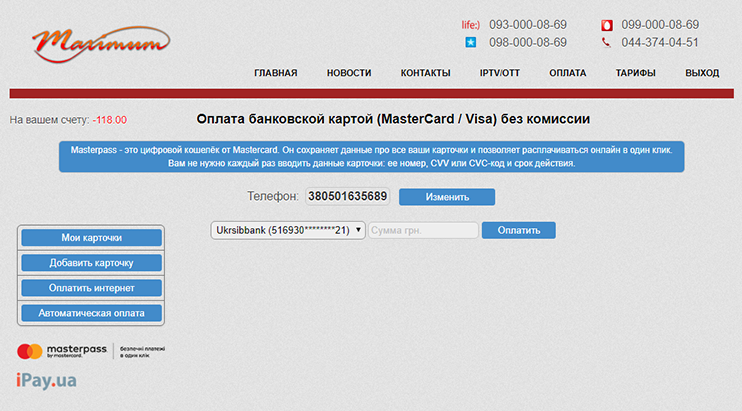 Maximum
life:) 093-000-08-69 099-000-08-69
098-000-08-69 044-374-04-51
ГЛАВНАЯ НОВОСТИ КОНТАКТЫ IPTV/OTT ОПЛАТА ТАРИФЫ ВЫХОД
На вашем счету: -118.00
Оплата банковской картой (MasterCard / Visa) без комиссии
Masterpass - это цифровой кошелёк от Mastercard. Он сохраняет данные про все ваши карточки и позволяет расплачиваться онлайн в один клик.
Вам не нужно каждый раз вводить данные карточки: ее номер, CVV или CVC-код и срок действия.
Телефон: 380501635689 Изменить
Ukrsibbank (516930********21) Сумма грн. Оплатить
Мои карточки
Добавить карточку
Оплатить интернет
Автоматическая оплата
masterpass
by mastercard.
безпечні платежі
в один клік
iPay.ua